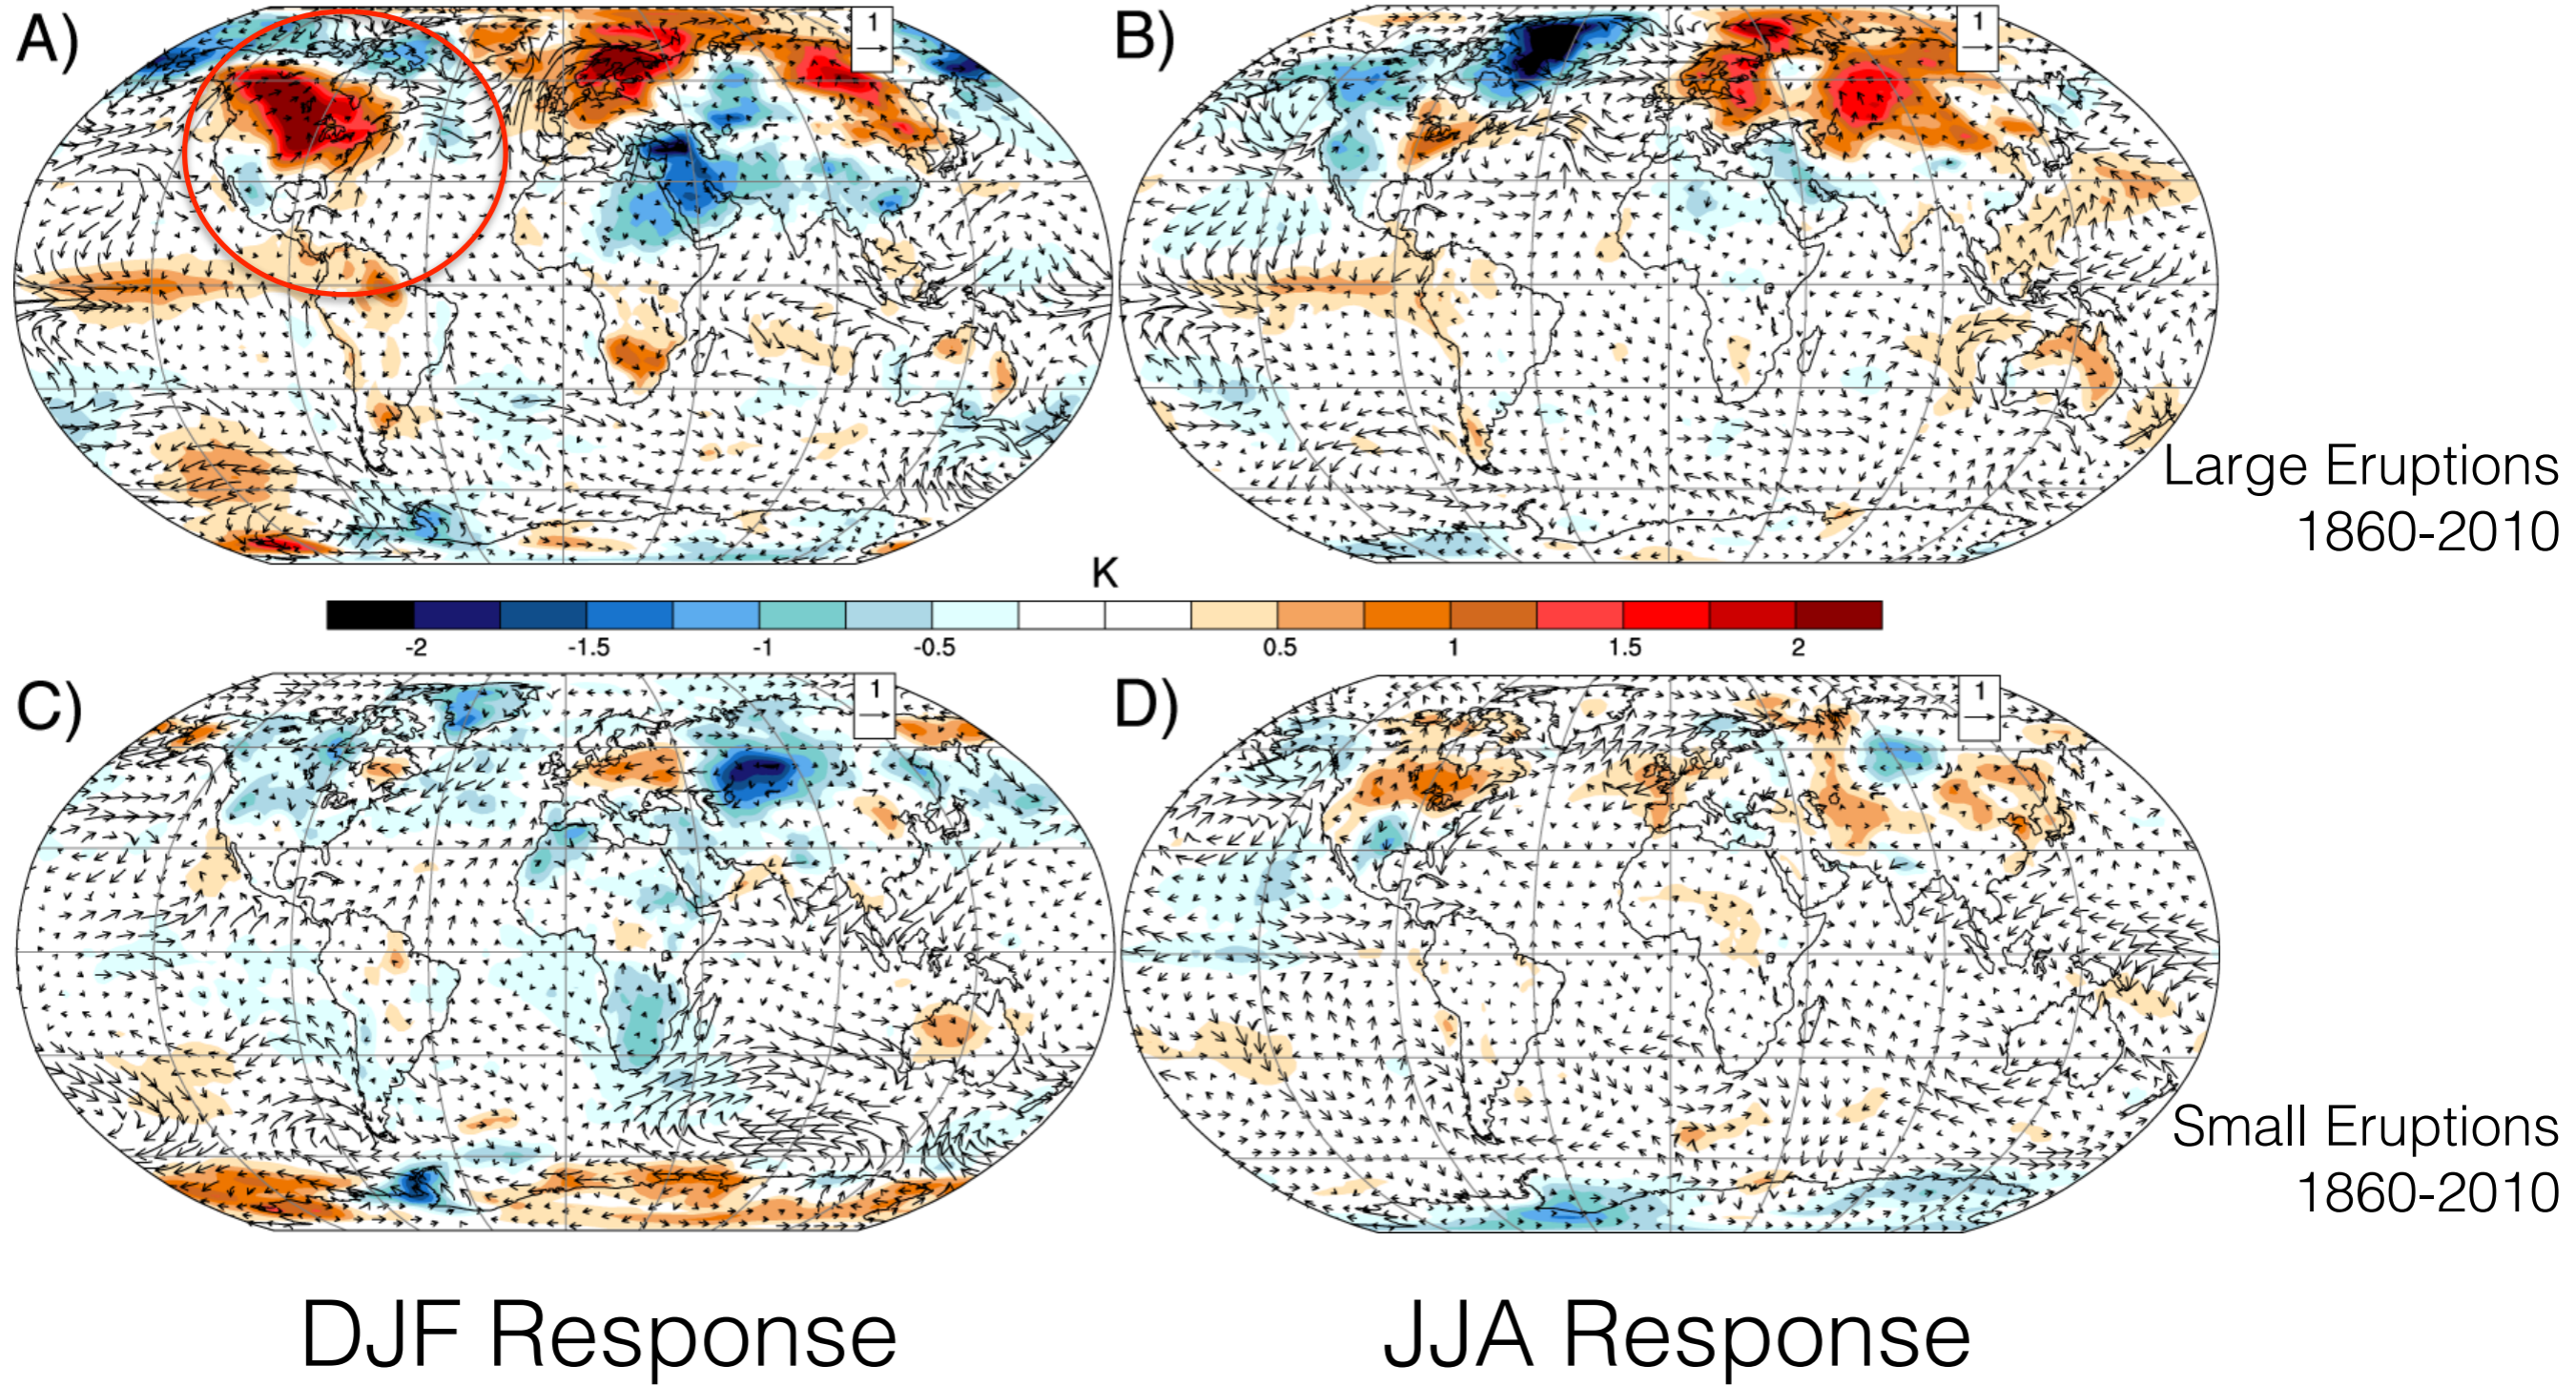 A)
1
B)
1
Large Eruptions
1860-2010
K
-2 -1.5 -1 -0.5 0.5 1 1.5 2
C)
1
D)
1
Small Eruptions
1860-2010
DJF Response
JJA Response